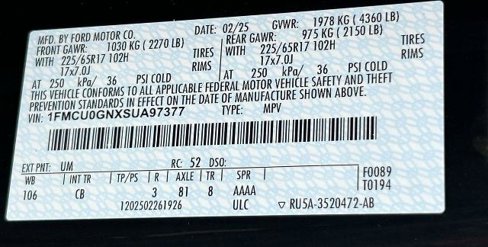 MFD. BY FORD MOTOR CO. DATE: 02/25 GVWR: 1978 KG (4360 LB)
FRONT GAWR: 1030 KG (2270 LB) REAR GAWR: 975 KG (2150 LB)
WITH 225/65R17 102H TIRES WITH 225/65R17 102H TIRES
17x7.0J RIMS 17x7.0J RIMS
AT 250 kPa/ 36 PSI COLD AT 250 kPa/ 36 PSI COLD
THIS VEHICLE CONFORMS TO ALL APPLICABLE FEDERAL MOTOR VEHICLE SAFETY AND THEFT
PREVENTION STANDARDS IN EFFECT ON THE DATE OF MANUFACTURE SHOWN ABOVE.
VIN: 1FMCU0GNXSUA97377 TYPE: MPV
EXT PNT: UM RC: 52 DSO: F0089
WB INT TR TP/PS R AXLE TR SPR T0194
106 CB 3 81 8 AAAA
1202502261926 ULC ▽ RU5A-3520472-AB